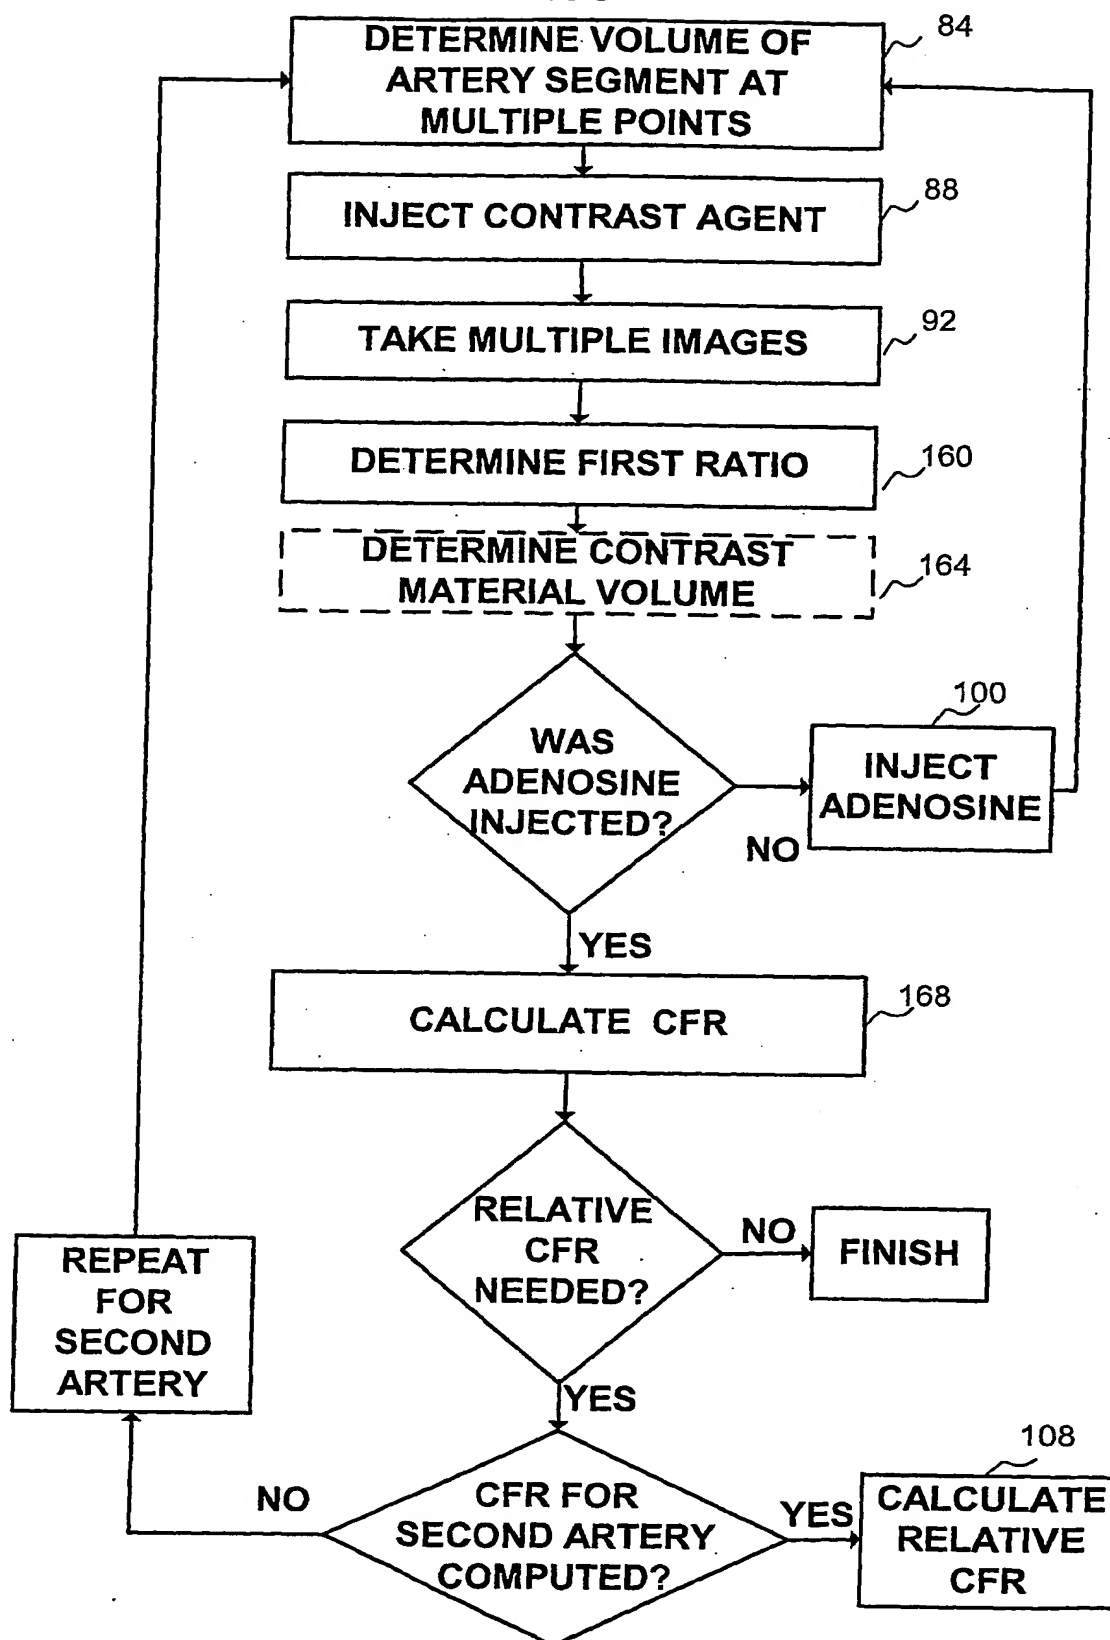 DETERMINE VOLUME OF
ARTERY SEGMENT AT
MULTIPLE POINTS
84
INJECT CONTRAST AGENT
88
TAKE MULTIPLE IMAGES
92
DETERMINE FIRST RATIO
160
DETERMINE CONTRAST
MATERIAL VOLUME
164
WAS
ADENOSINE
INJECTED?
NO
100
INJECT
ADENOSINE
YES
CALCULATE CFR
168
RELATIVE
CFR
NEEDED?
NO
FINISH
REPEAT
FOR
SECOND
ARTERY
YES
NO
CFR FOR
SECOND ARTERY
COMPUTED?
YES
108
CALCULATE
RELATIVE
CFR